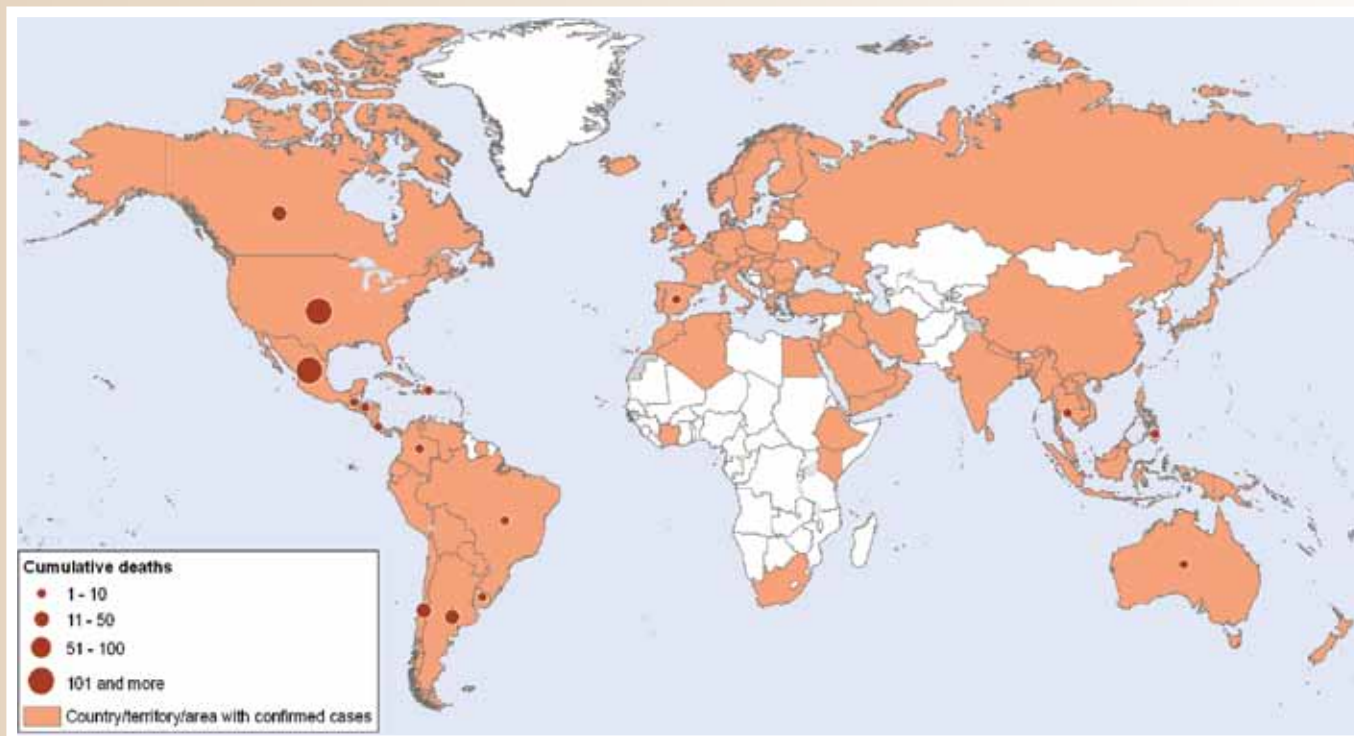 Cumulative deaths
1 - 10
11 - 50
51 - 100
101 and more
Country/territory/area with confirmed cases